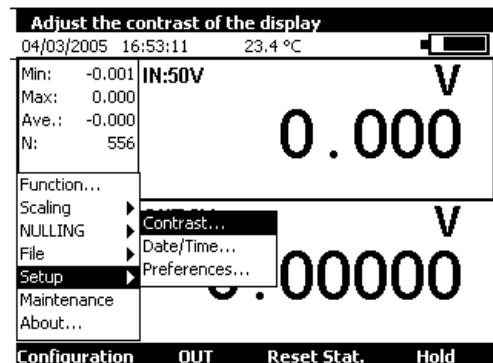 Adjust the contrast of the display
04/03/2005 16:53:11 23.4 °C
Min: -0.001 IN:50V V
Max: 0.000
Ave.: -0.000
N: 556
0.000
Function...
Scaling
NULLING
File
Setup
Maintenance
About...
Contrast...
Date/Time...
Preferences...
V
.00000
Configuration OUT Reset Stat. Hold